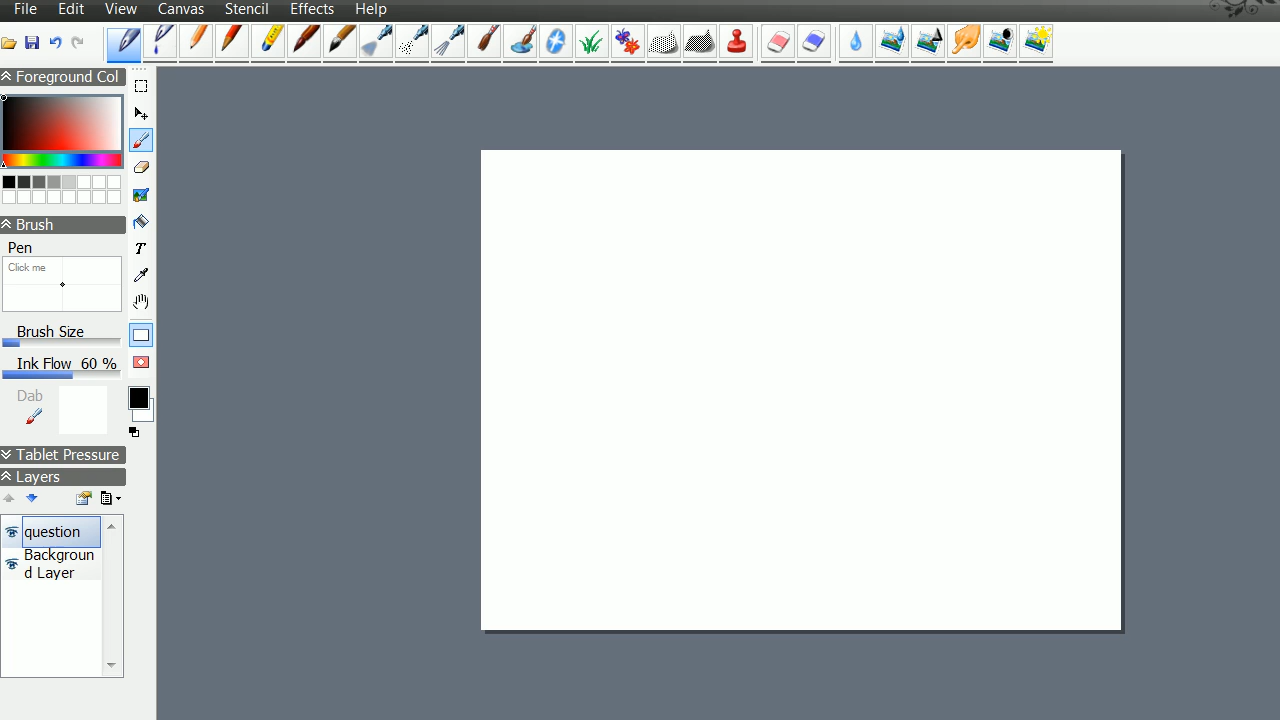 File Edit View Canvas Stencil Effects Help
Foreground Col
Brush
Pen
Click me
Brush Size
Ink Flow 60 %
Dab
T
Tablet Pressure
Layers
question
Backgroun
d Layer